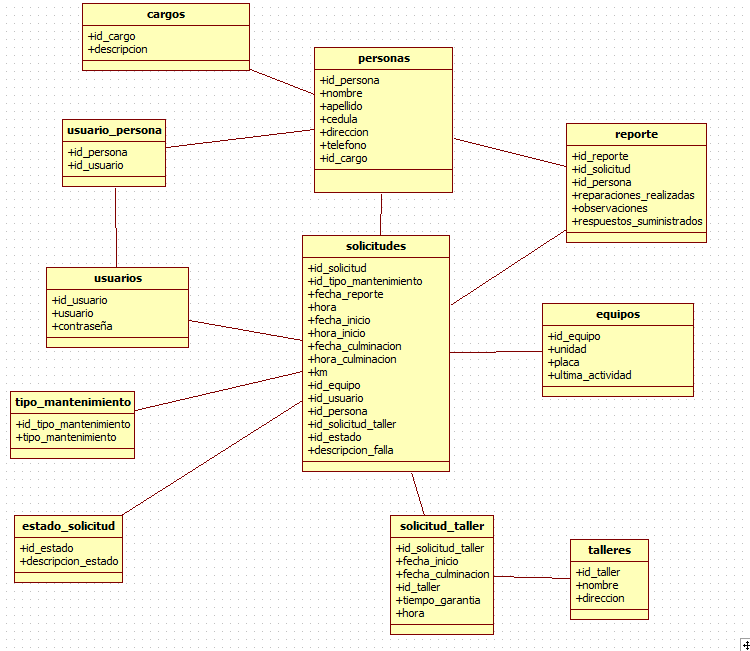 cargos
+id_cargo
+descripcion
personas
+id_persona
+nombre
+apellido
+cedula
+direccion
+telefono
+id_cargo
usuario_persona
+id_persona
+id_usuario
reporte
+id_reporte
+id_solicitud
+id_persona
+reparaciones_realizadas
+observaciones
+respuestos_suministrados
solicitudes
+id_solicitud
+id_tipo_mantenimiento
+fecha_reporte
+hora
+fecha_inicio
+hora_inicio
+fecha_culminacion
+hora_culminacion
+km
+id_equipo
+id_usuario
+id_persona
+id_solicitud_taller
+id_estado
+descripcion_falla
usuarios
+id_usuario
+usuario
+contraseña
equipos
+id_equipo
+unidad
+placa
+ultima_actividad
tipo_mantenimiento
+id_tipo_mantenimiento
+tipo_mantenimiento
estado_solicitud
+id_estado
+descripcion_estado
solicitud_taller
+id_solicitud_taller
+fecha_inicio
+fecha_culminacion
+id_taller
+tiempo_garantia
+hora
talleres
+id_taller
+nombre
+direccion